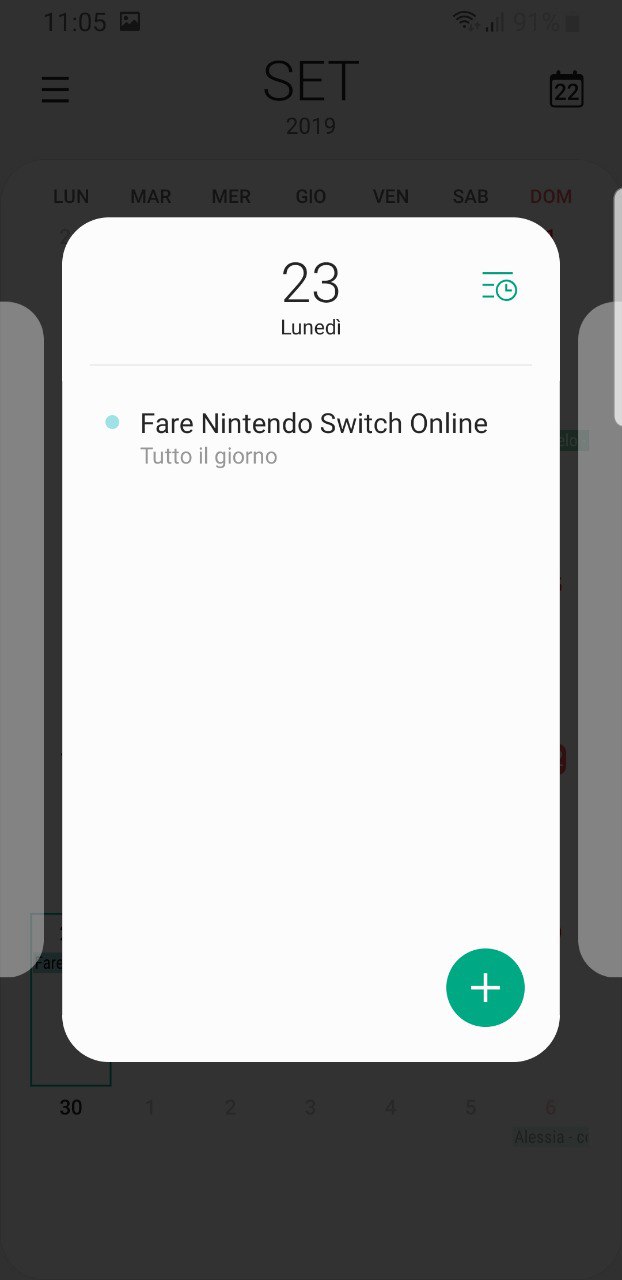 11:05 91%
SET
22
2019
LUN MAR MER GIO VEN SAB DOM
23
Lunedì
Fare Nintendo Switch Online
Tutto il giorno
Fare
30 1 2 3 4 5 6
Alessia - co